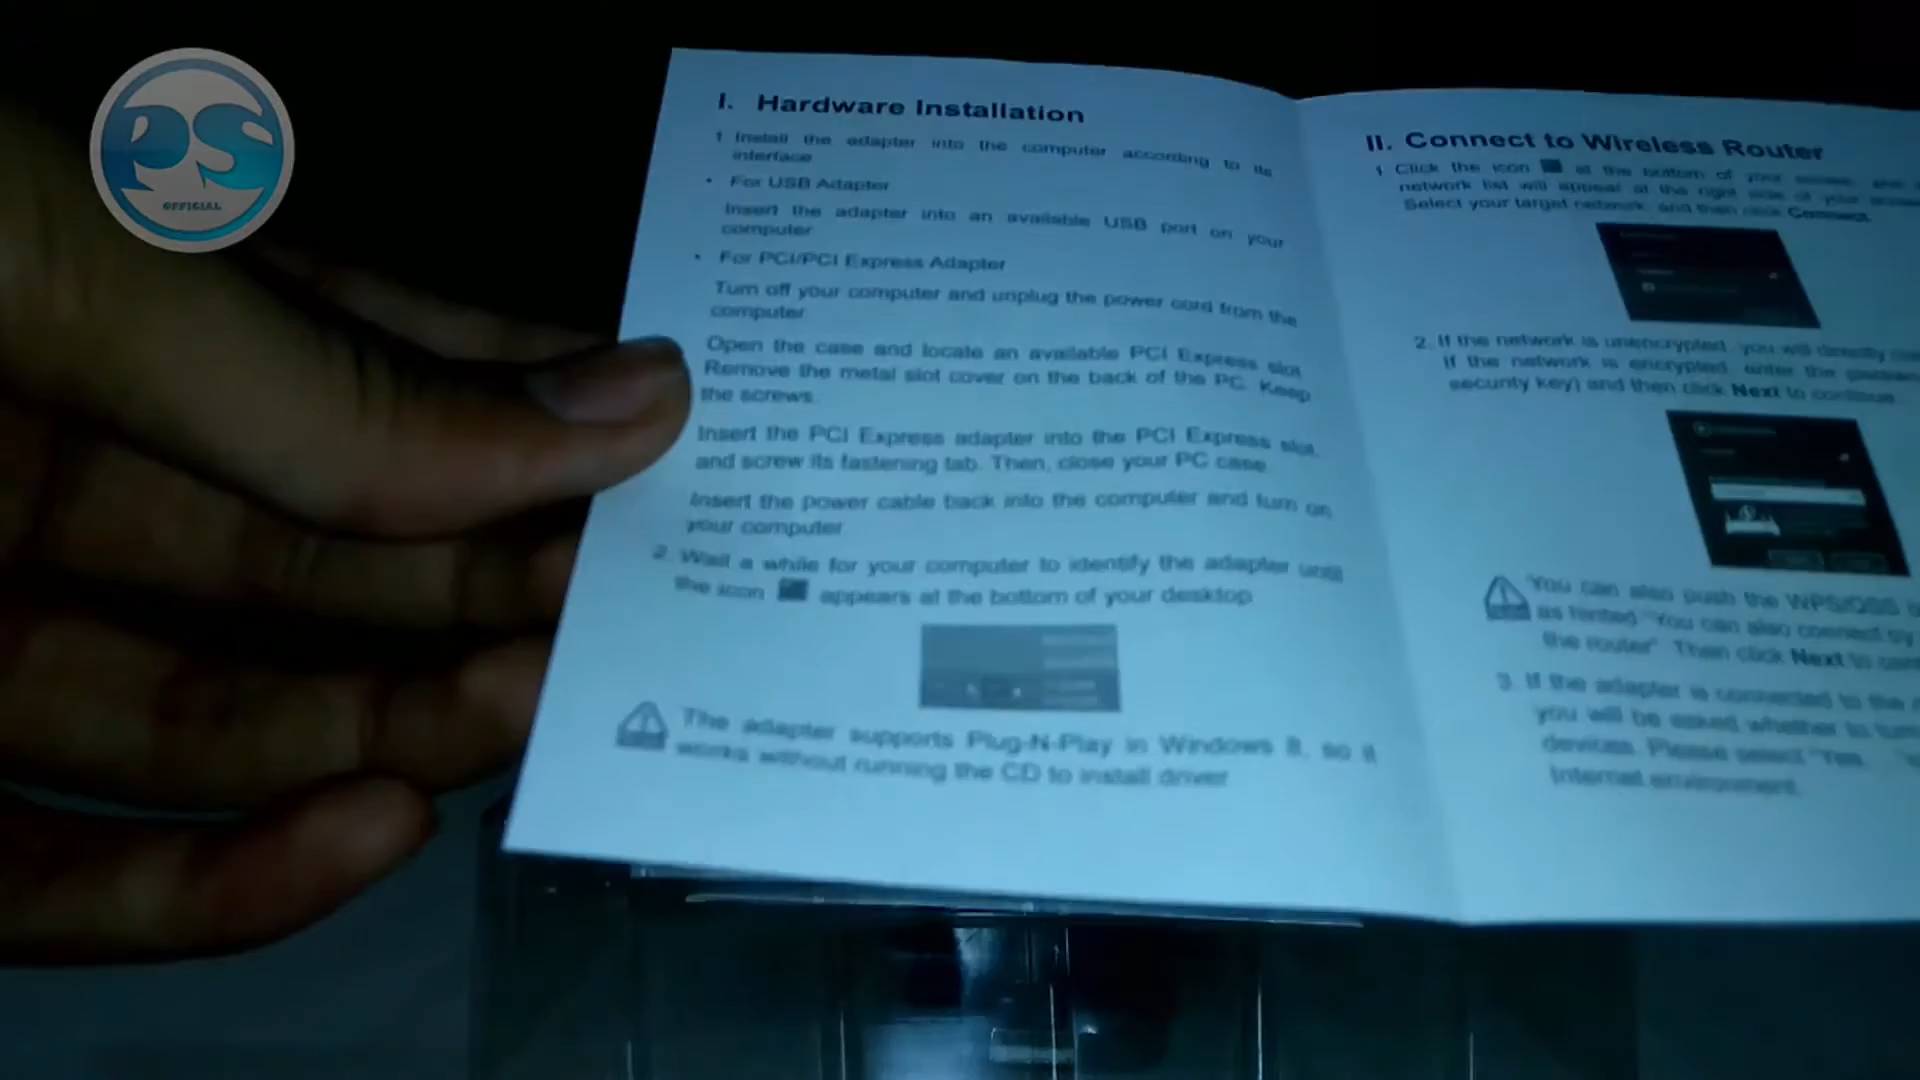 PS
OFFICIAL
I. Hardware Installation
1 Install the adapter into the computer according to its
interface
• For USB Adapter
Insert the adapter into an available USB port on your
computer
• For PCI/PCI Express Adapter
Turn off your computer and unplug the power cord from the
computer
Open the case and locate an available PCI Express slot
Remove the metal slot cover on the back of the PC. Keep
the screws.
Insert the PCI Express adapter into the PCI Express slot,
and screw its fastening tab. Then, close your PC case
Insert the power cable back into the computer and turn on
your computer
2. Wait a while for your computer to identify the adapter until
the icon appears at the bottom of your desktop
The adapter supports Plug-N-Play in Windows 8, so it
works without running the CD to install driver
II. Connect to Wireless Router
1 Click the icon at the bottom of your screen, and
network list will appear at the right side of your screen
Select your target network, and then click Connect.
2. If the network is unencrypted, you will directly
If the network is encrypted, enter the
security key) and then click Next to continue
You can also push the WPS/QSS
as hinted "You can also connect by
the router". Then click Next to
3. If the adapter is connected to the
you will be asked whether to turn
devices. Please select "Yes,
Internet environment.